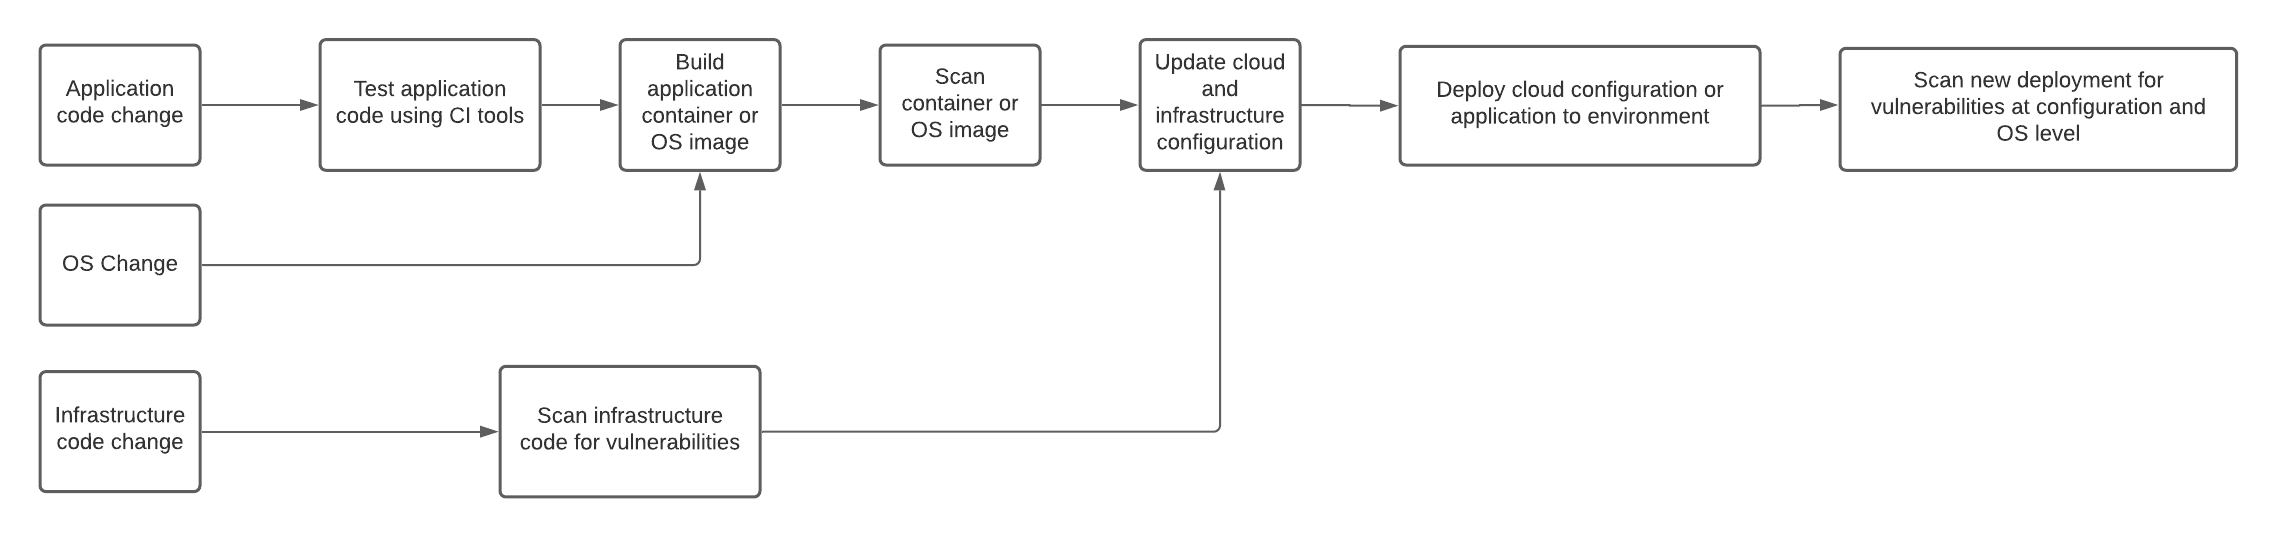 Application
code change
Test application
code using CI tools
Build
application
container or
OS image
Scan
container or
OS image
Update cloud
and
infrastructure
configuration
Deploy cloud configuration or
application to environment
Scan new deployment for
vulnerabilities at configuration and
OS level
OS Change
Infrastructure
code change
Scan infrastructure
code for vulnerabilities